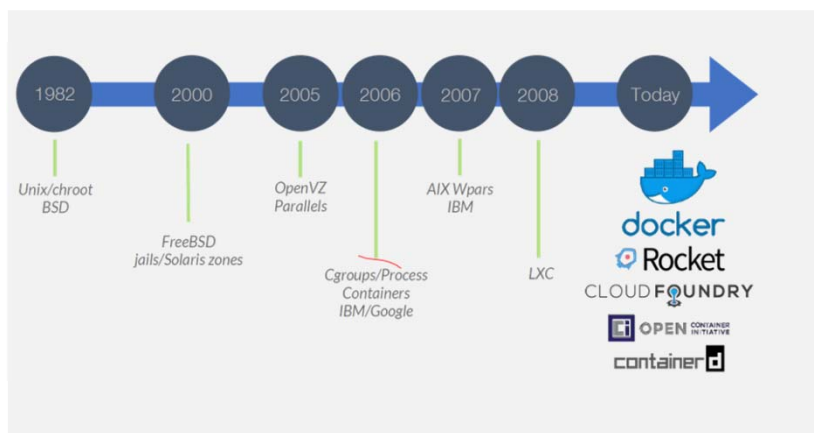 1982
2000
2005
2006
2007
2008
Today
Unix/chroot
BSD
FreeBSD
jails/Solaris zones
OpenVZ
Parallels
Cgroups/Process
Containers
IBM/Google
AIX Wpars
IBM
LXC
docker
Rocket
CLOUD FOUNDRY
OPEN CONTAINER
INITIATIVE
containerd